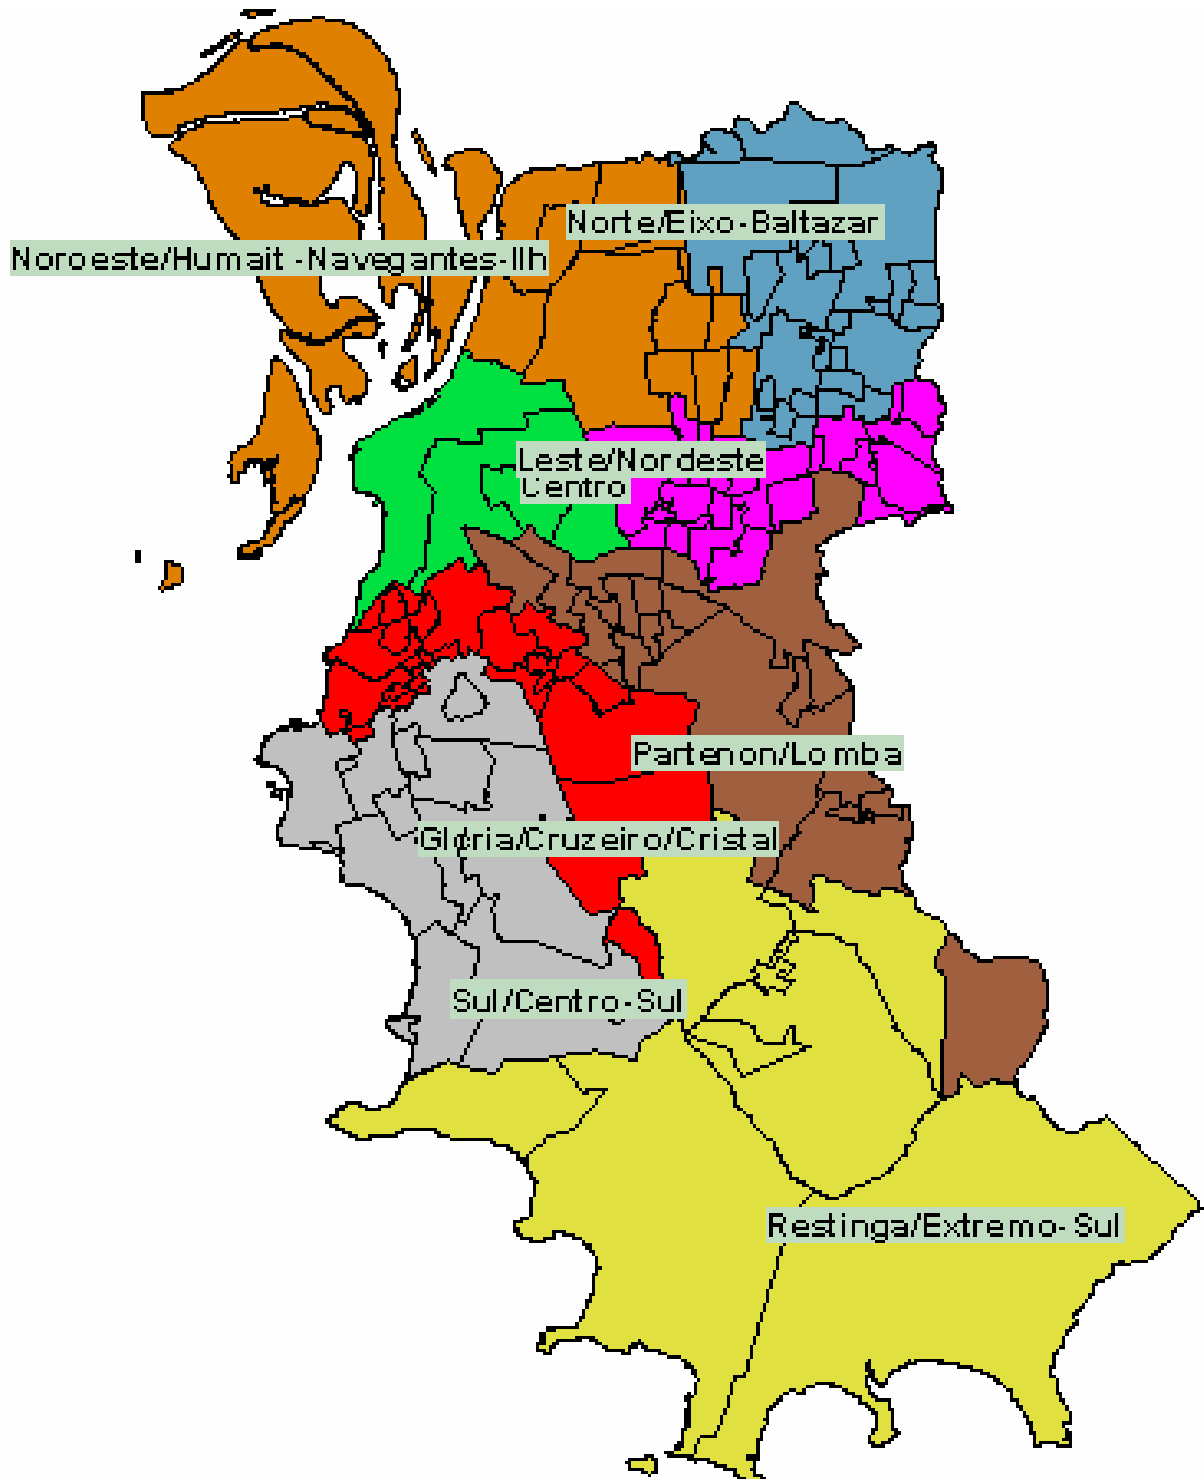 Norte/Eixo-Baltazar
Noroeste/Humait -Navegantes-Ilh
Leste/Nordeste
Centro
Partenon/Lomba
Glória/Cruzeiro/Cristal
Sul/Centro-Sul
Restinga/Extremo-Sul